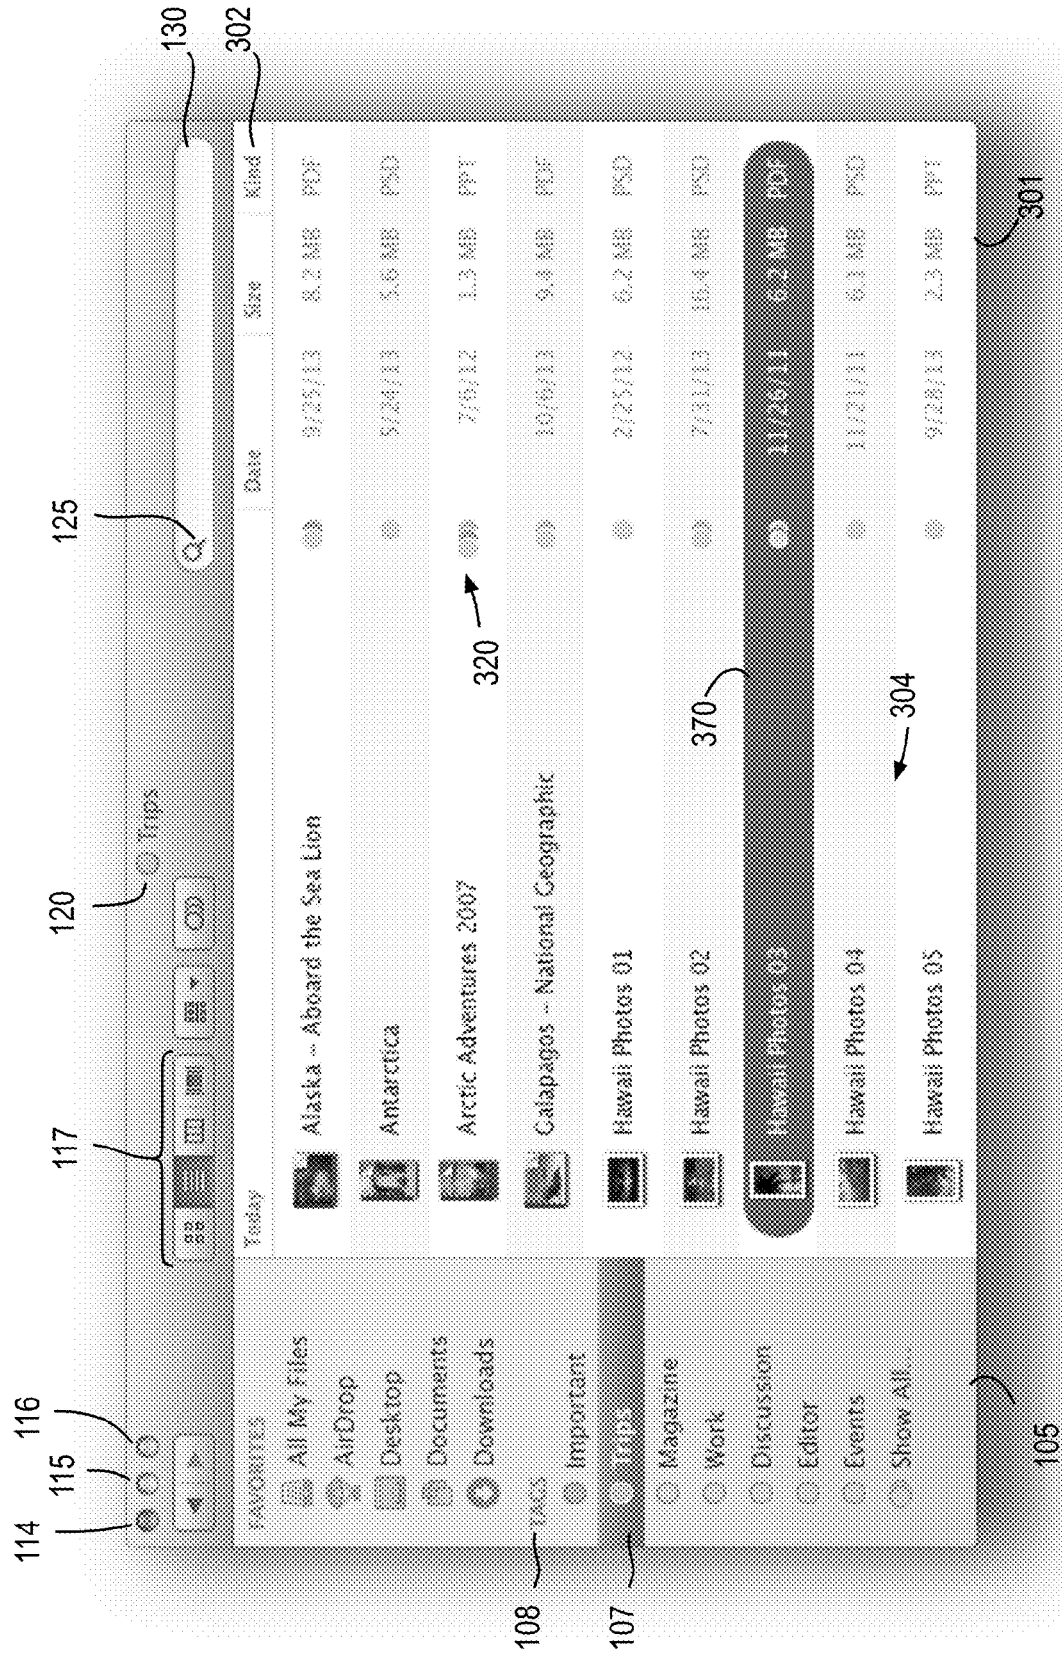 114
115
116
117
120
125
130
302
Trips
FAVORITES
All My Files
AirDrop
Desktop
Documents
Downloads
TAGS
Important
Trips
Magazine
Work
Discussion
Editor
Events
Show All...
108
107
105
Today Date Size Kind
Alaska – Aboard the Sea Lion 9/25/13 8.2 MB PDF
Antarctica 5/24/13 5.6 MB PSD
Arctic Adventures 2007 7/6/12 1.3 MB PPT
320
Galapagos – National Geographic 10/6/13 9.4 MB PDF
Hawaii Photos 01 2/25/12 6.2 MB PSD
Hawaii Photos 02 7/31/13 16.4 MB PSD
370
Hawaii Photos 03 11/26/11 6.2 MB PDF
Hawaii Photos 04 11/21/11 6.1 MB PSD
304
Hawaii Photos 05 9/28/13 2.3 MB PPT
301